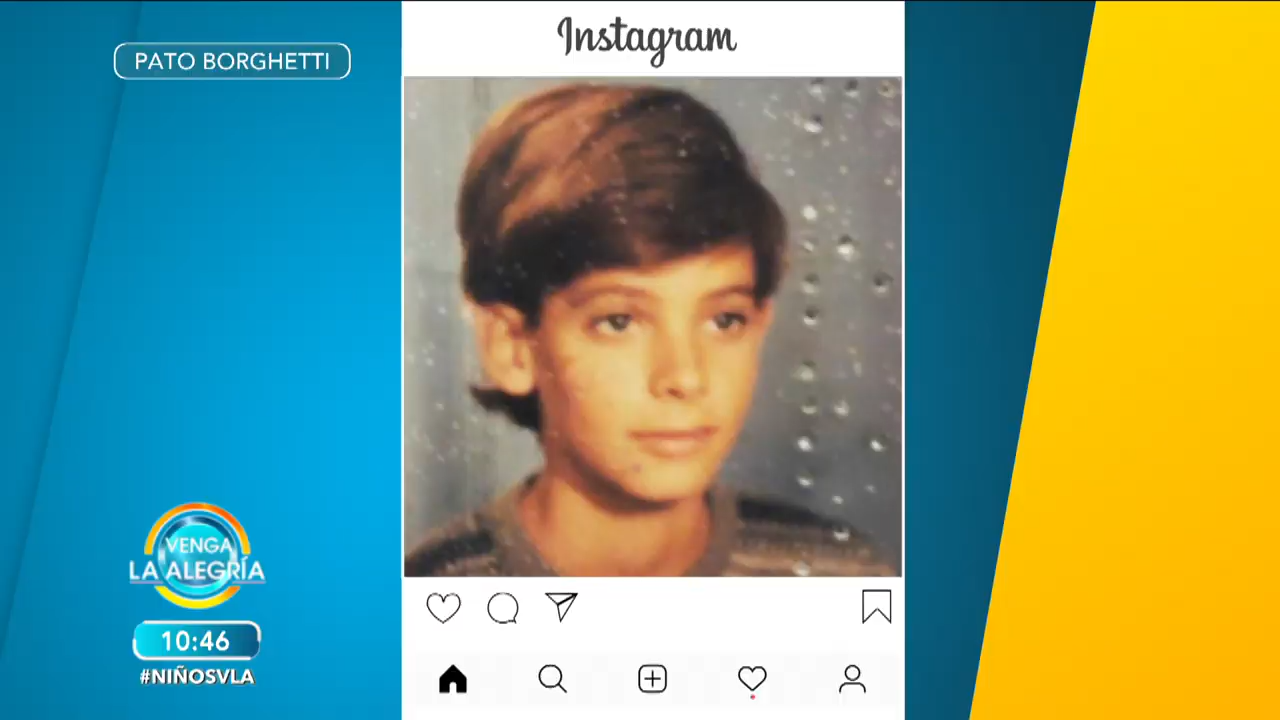 Instagram
PATO BORGHETTI
VENGA
LA ALEGRÍA
10:46
#NIÑOSVLA